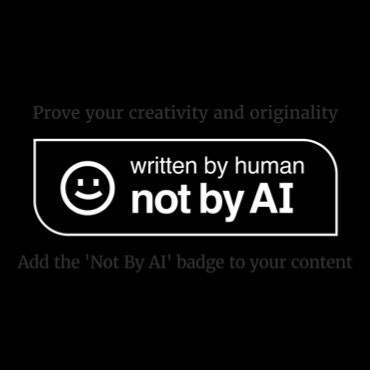 Prove your creativity and originality
written by human
not by AI
Add the 'Not By AI' badge to your content